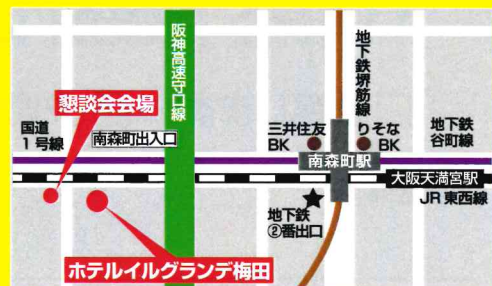 阪神高速守口線
懇談会会場
国道
1号線
南森町出入口
三井住友
BK
地下鉄堺筋線
りそな
BK
地下鉄
谷町線
南森町駅
大阪天満宮駅
JR東西線
地下鉄
②番出口
ホテルイルグランデ梅田